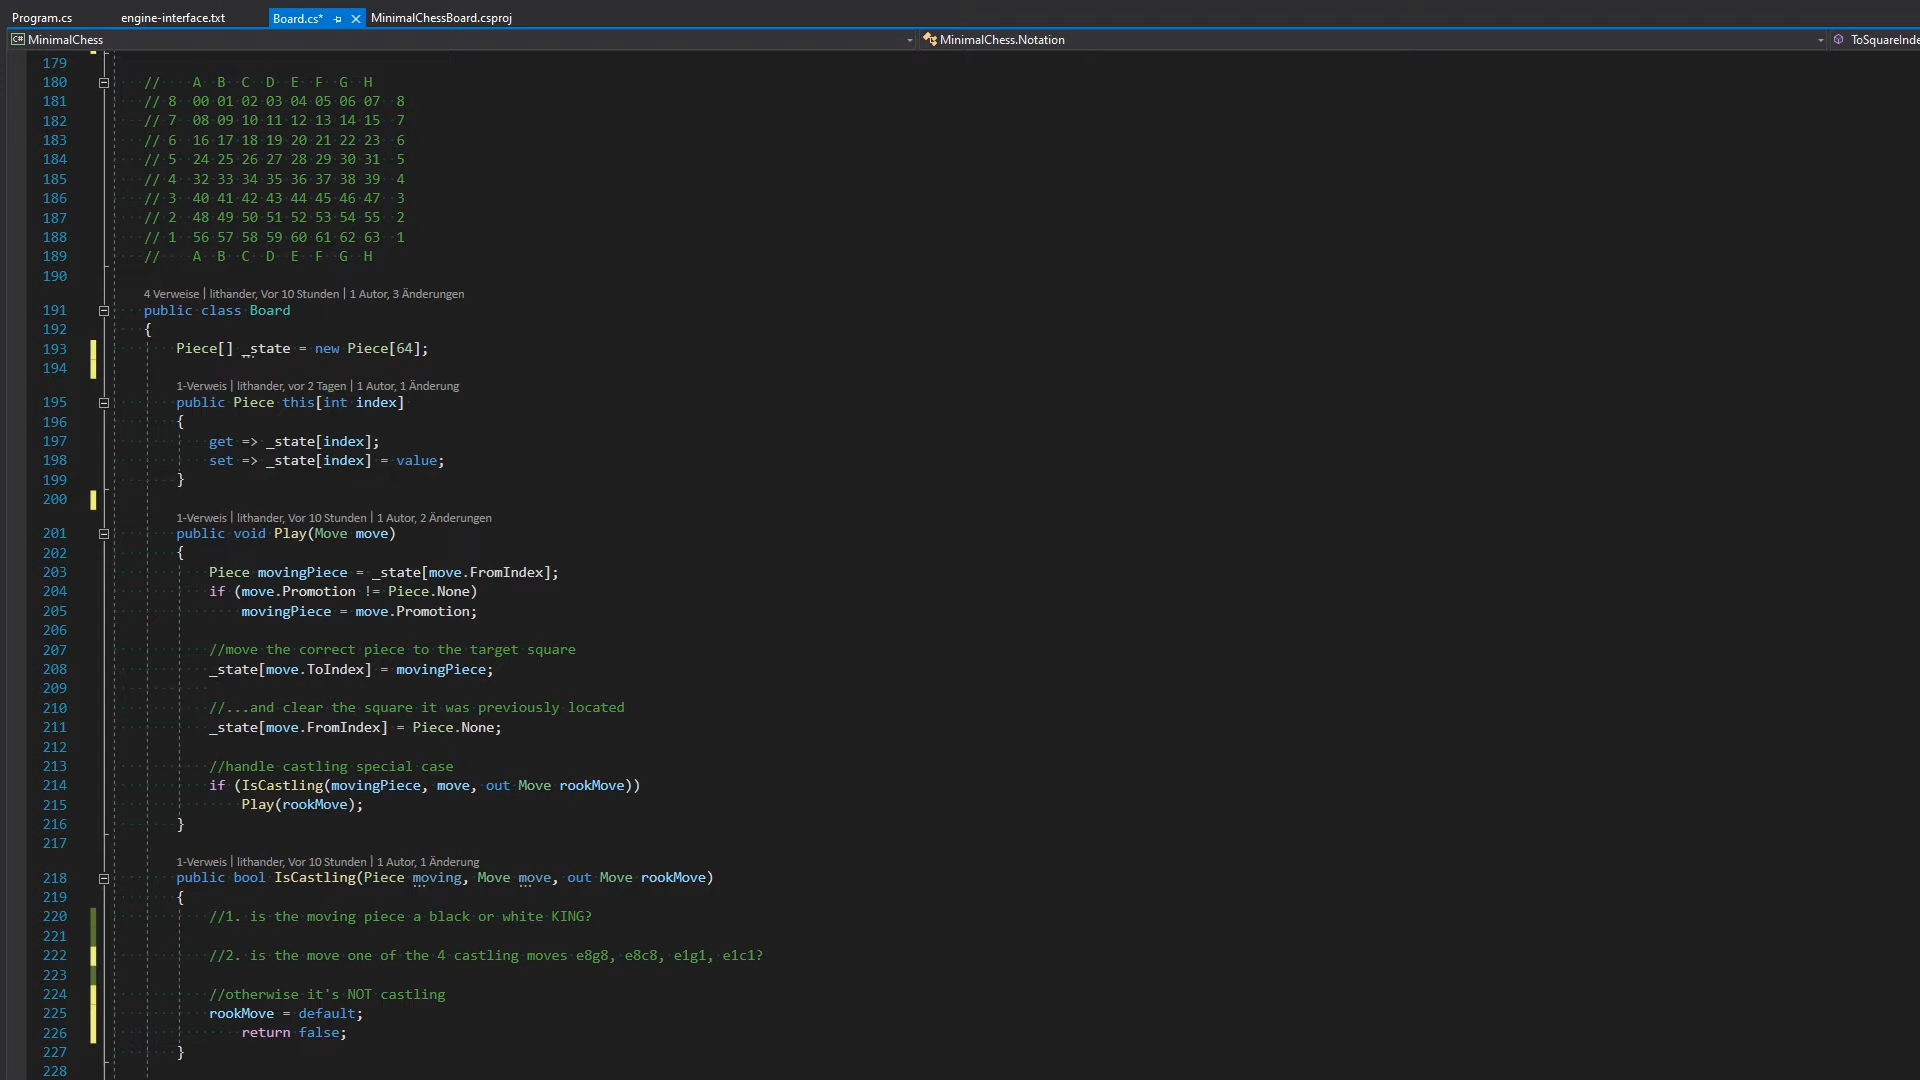 Program.cs engine-interface.txt Board.cs* MinimalChessBoard.csproj
C# MinimalChess MinimalChess.Notation ToSquareInde
179
180 // A B C D E F G H
181 // 8 00 01 02 03 04 05 06 07 8
182 // 7 08 09 10 11 12 13 14 15 7
183 // 6 16 17 18 19 20 21 22 23 6
184 // 5 24 25 26 27 28 29 30 31 5
185 // 4 32 33 34 35 36 37 38 39 4
186 // 3 40 41 42 43 44 45 46 47 3
187 // 2 48 49 50 51 52 53 54 55 2
188 // 1 56 57 58 59 60 61 62 63 1
189 // A B C D E F G H
190
4 Verweise | lithander, Vor 10 Stunden | 1 Autor, 3 Änderungen
191 public class Board
192 {
193 Piece[] _state = new Piece[64];
194
1-Verweis | lithander, vor 2 Tagen | 1 Autor, 1 Änderung
195 public Piece this[int index]
196 {
197 get => _state[index];
198 set => _state[index] = value;
199 }
200
1-Verweis | lithander, Vor 10 Stunden | 1 Autor, 2 Änderungen
201 public void Play(Move move)
202 {
203 Piece movingPiece = _state[move.FromIndex];
204 if (move.Promotion != Piece.None)
205 movingPiece = move.Promotion;
206
207 //move the correct piece to the target square
208 _state[move.ToIndex] = movingPiece;
209
210 //...and clear the square it was previously located
211 _state[move.FromIndex] = Piece.None;
212
213 //handle castling special case
214 if (IsCastling(movingPiece, move, out Move rookMove))
215 Play(rookMove);
216 }
217
1-Verweis | lithander, Vor 10 Stunden | 1 Autor, 1 Änderung
218 public bool IsCastling(Piece moving, Move move, out Move rookMove)
219 {
220 //1. is the moving piece a black or white KING?
221
222 //2. is the move one of the 4 castling moves e8g8, e8c8, e1g1, e1c1?
223
224 //otherwise it's NOT castling
225 rookMove = default;
226 return false;
227 }
228